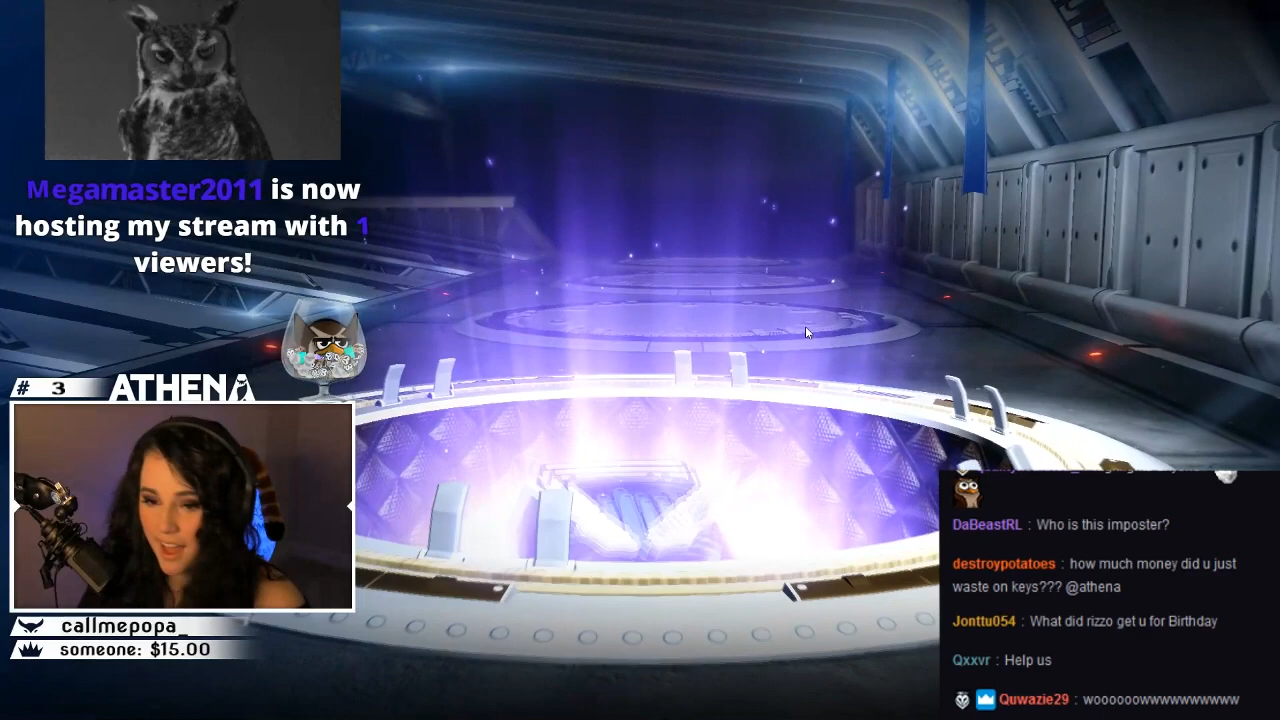 Megamaster2011 is now
hosting my stream with 1
viewers!
# 3 ATHENA
callmepopa_
someone: $15.00
DaBeastRL : Who is this imposter?
destroypotatoes : how much money did u just
waste on keys??? @athena
Jonttu054 : What did rizzo get u for Birthday
Qxxvr : Help us
Quwazie29 : woooooowwwwwwwwww